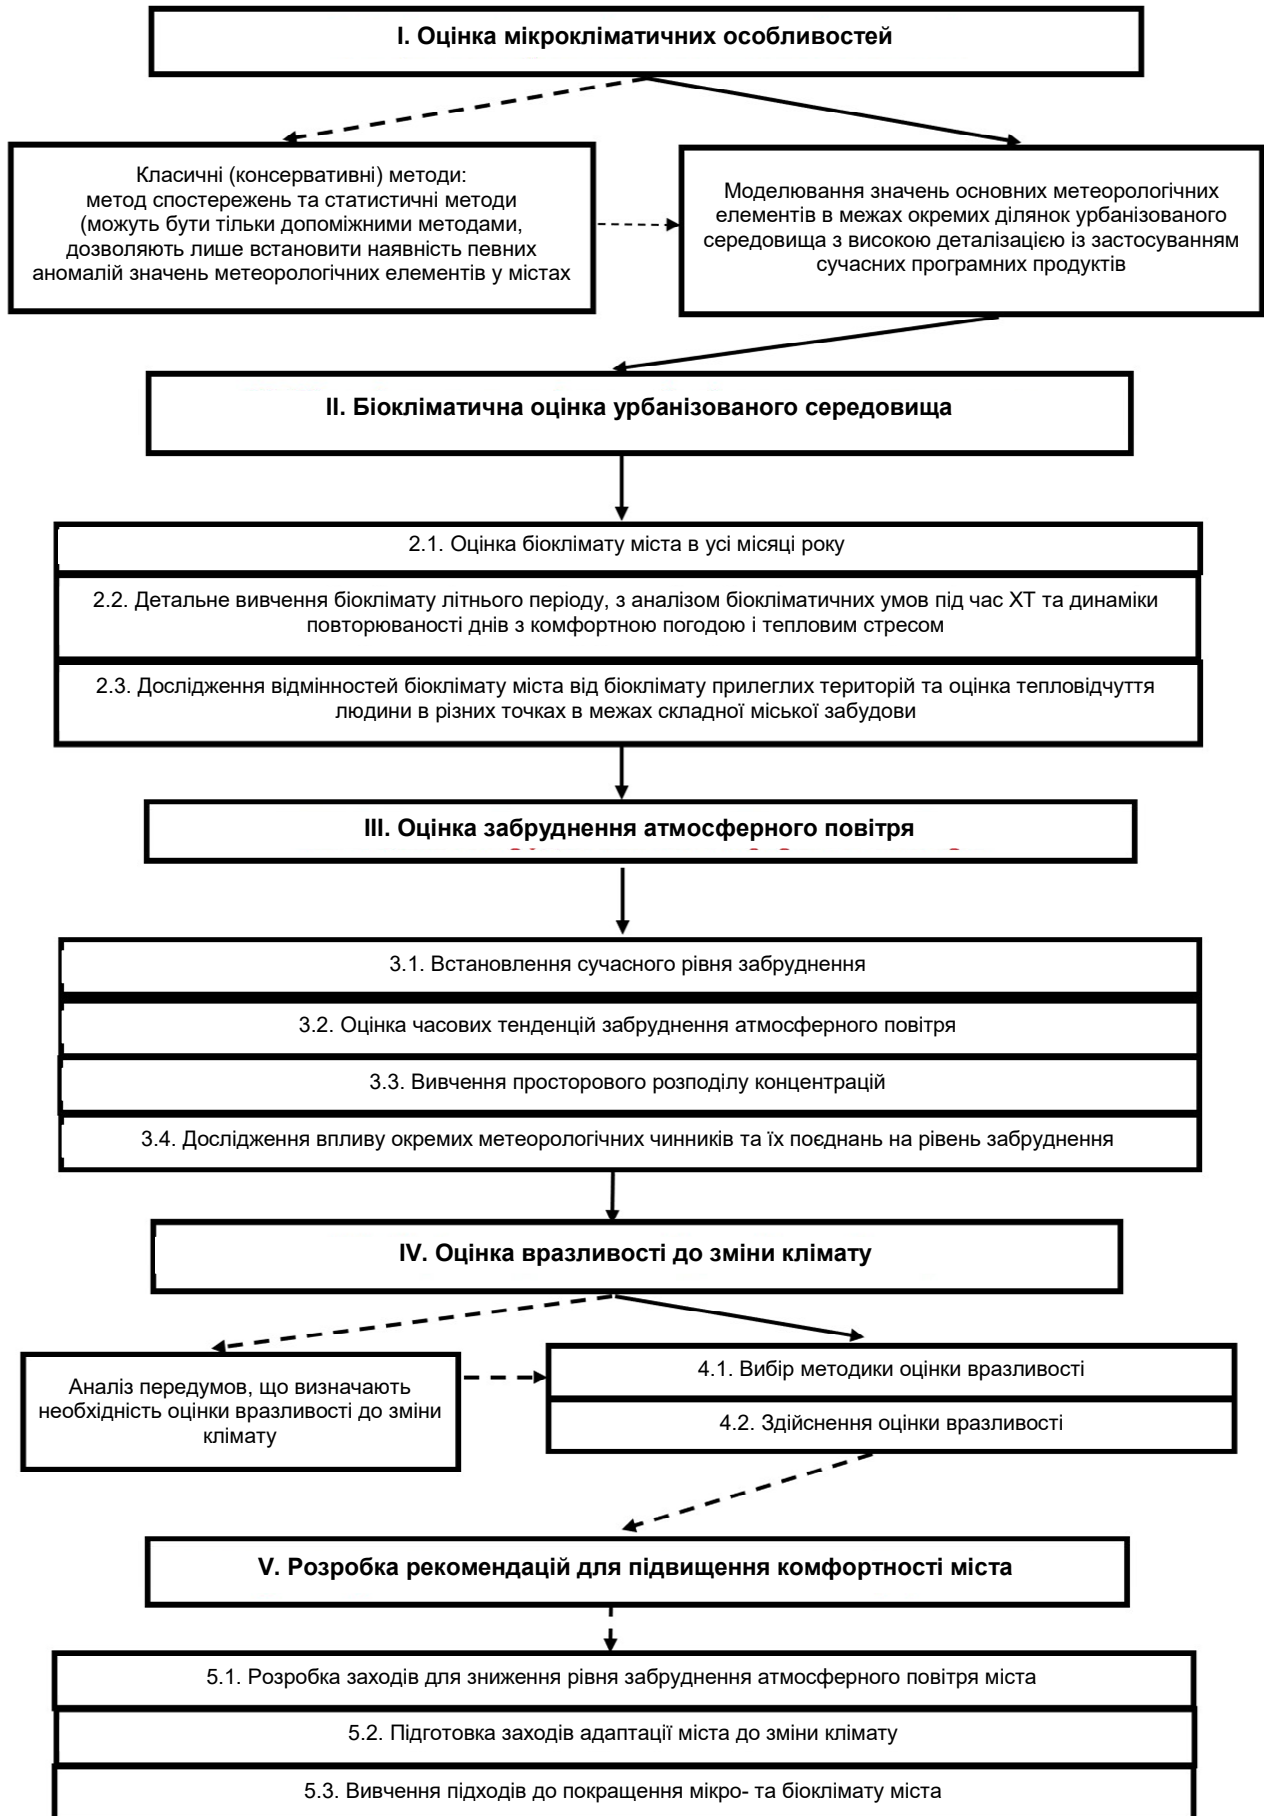 I. Оцінка мікрокліматичних особливостей
Класичні (консервативні) методи:
метод спостережень та статистичні методи
(можуть бути тільки допоміжними методами,
дозволяють лише встановити наявність певних
аномалій значень метеорологічних елементів у містах
Моделювання значень основних метеорологічних
елементів в межах окремих ділянок урбанізованого
середовища з високою деталізацією із застосуванням
сучасних програмних продуктів
II. Біокліматична оцінка урбанізованого середовища
2.1. Оцінка біоклімату міста в усі місяці року
2.2. Детальне вивчення біоклімату літнього періоду, з аналізом біокліматичних умов під час ХТ та динаміки
повторюваності днів з комфортною погодою і тепловим стресом
2.3. Дослідження відмінностей біоклімату міста від біоклімату прилеглих територій та оцінка тепловідчуття
людини в різних точках в межах складної міської забудови
III. Оцінка забруднення атмосферного повітря
3.1. Встановлення сучасного рівня забруднення
3.2. Оцінка часових тенденцій забруднення атмосферного повітря
3.3. Вивчення просторового розподілу концентрацій
3.4. Дослідження впливу окремих метеорологічних чинників та їх поєднань на рівень забруднення
IV. Оцінка вразливості до зміни клімату
Аналіз передумов, що визначають
необхідність оцінки вразливості до зміни
клімату
4.1. Вибір методики оцінки вразливості
4.2. Здійснення оцінки вразливості
V. Розробка рекомендацій для підвищення комфортності міста
5.1. Розробка заходів для зниження рівня забруднення атмосферного повітря міста
5.2. Підготовка заходів адаптації міста до зміни клімату
5.3. Вивчення підходів до покращення мікро- та біоклімату міста